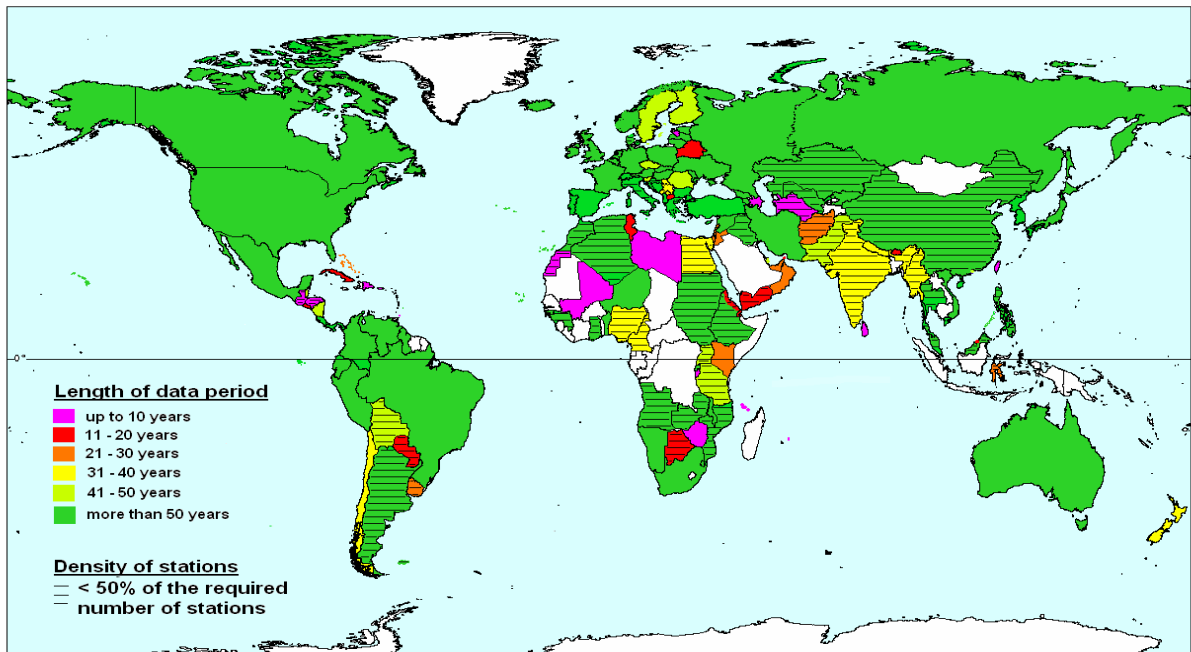 0°
Length of data period
up to 10 years
11 - 20 years
21 - 30 years
31 - 40 years
41 - 50 years
more than 50 years
Density of stations
< 50% of the required
number of stations